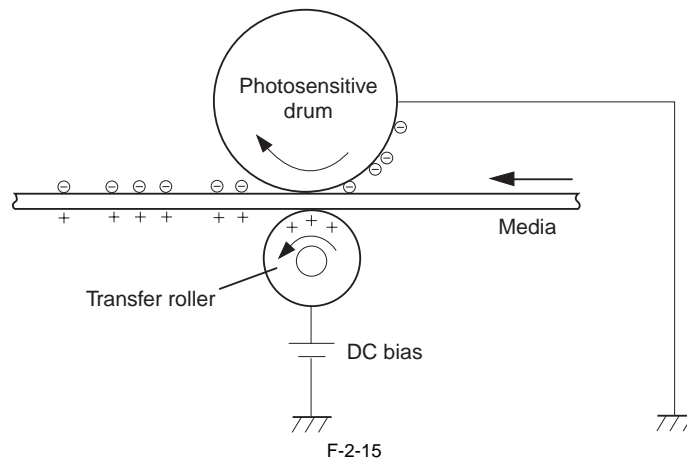 Photosensitive
drum
Media
Transfer roller
DC bias
F-2-15